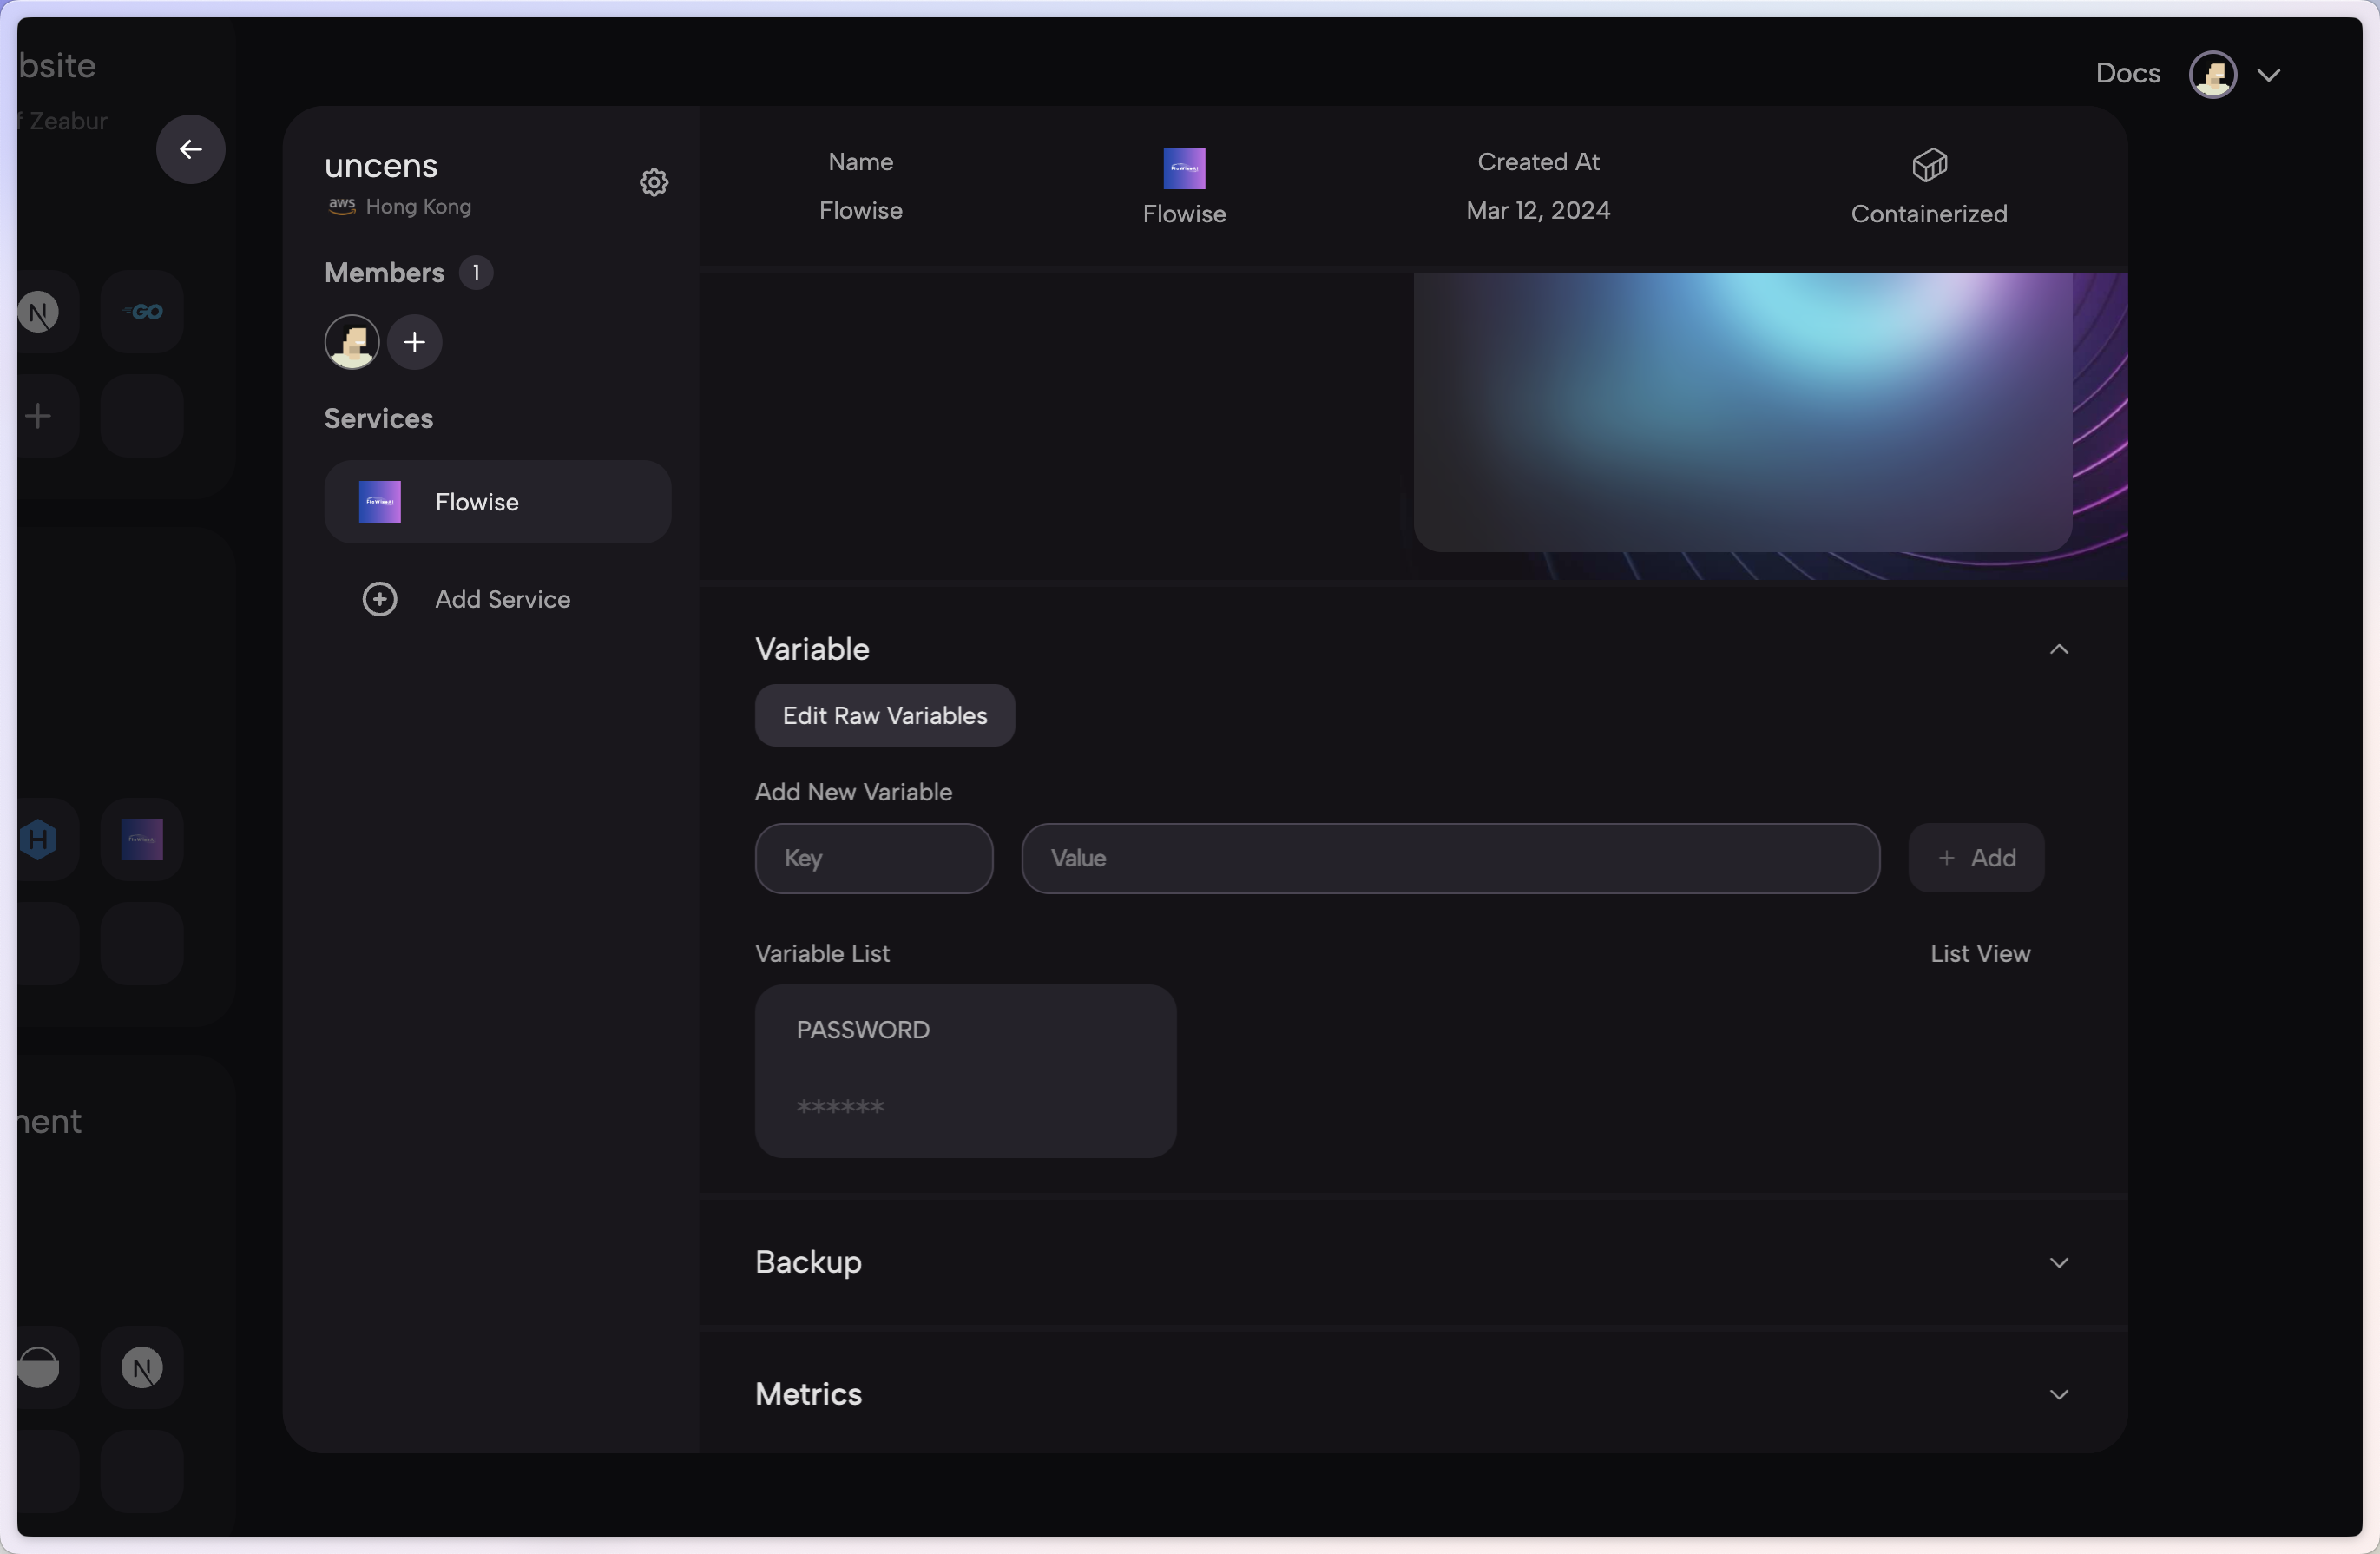 bsite
f Zeabur
Docs
uncens
aws Hong Kong
Members 1
Services
Flowise
Add Service
Name
Flowise
Flowise
Created At
Mar 12, 2024
Containerized
GO
Variable
Edit Raw Variables
Add New Variable
Key
Value
+ Add
Variable List
List View
PASSWORD
******
Backup
Metrics
nent